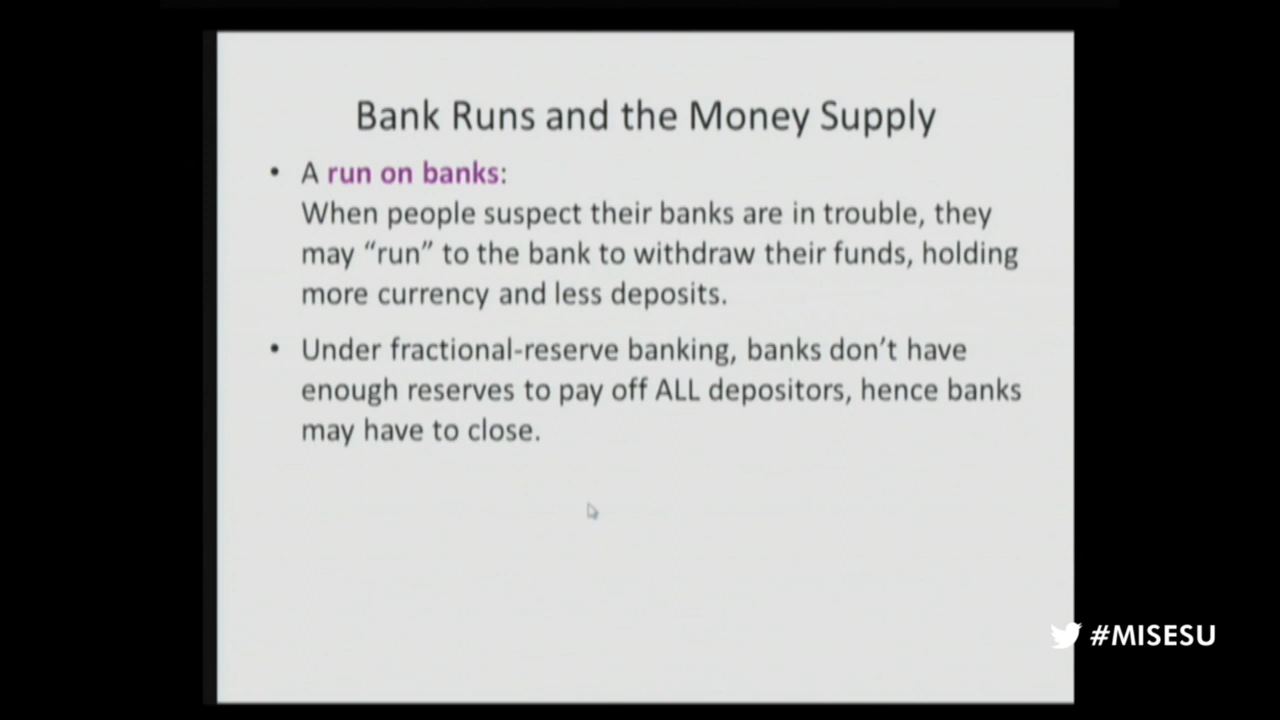 Bank Runs and the Money Supply
• A run on banks:
When people suspect their banks are in trouble, they
may “run” to the bank to withdraw their funds, holding
more currency and less deposits.
• Under fractional-reserve banking, banks don’t have
enough reserves to pay off ALL depositors, hence banks
may have to close.
#MISESU